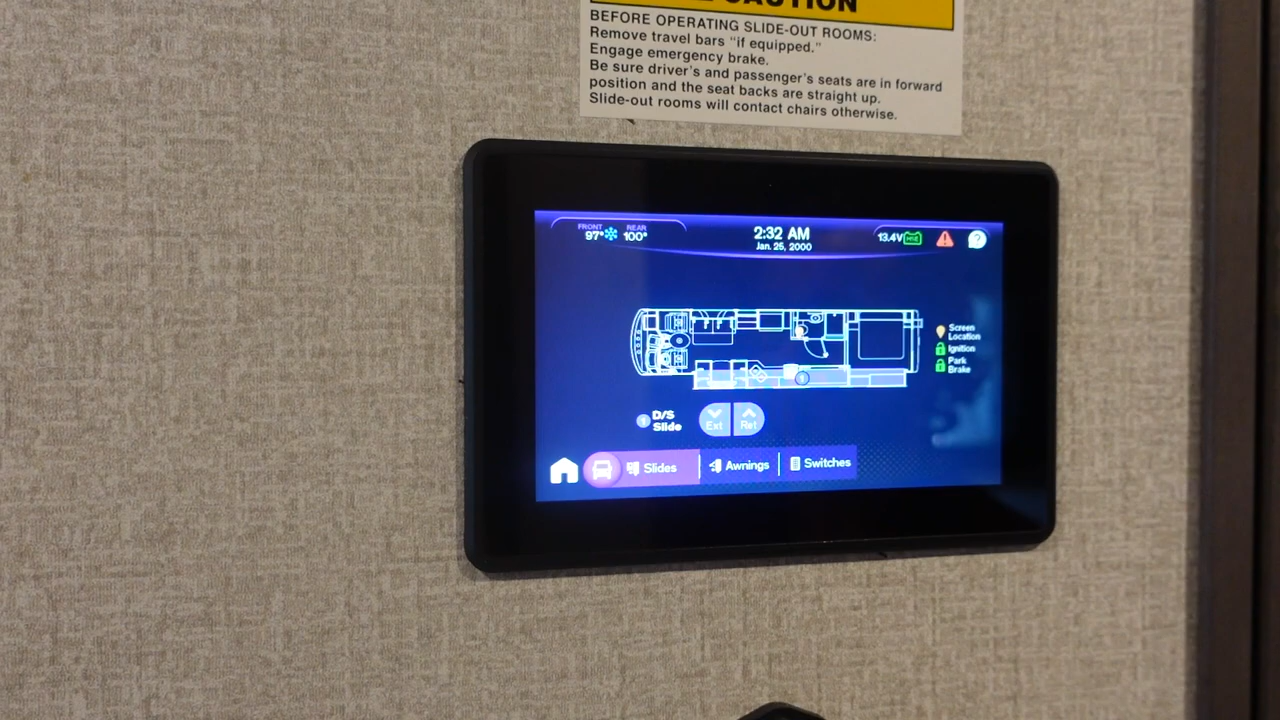 CAUTION
BEFORE OPERATING SLIDE-OUT ROOMS:
Remove travel bars "if equipped."
Engage emergency brake.
Be sure driver's and passenger's seats are in forward
position and the seat backs are straight up.
Slide-out rooms will contact chairs otherwise.
FRONT
97°
REAR
100°
2:32 AM
Jan. 25, 2000
13.4V
?
Screen
Location
Ignition
Park
Brake
1
1
D/S
Slide
Ext
Ret
Slides
Awnings
Switches